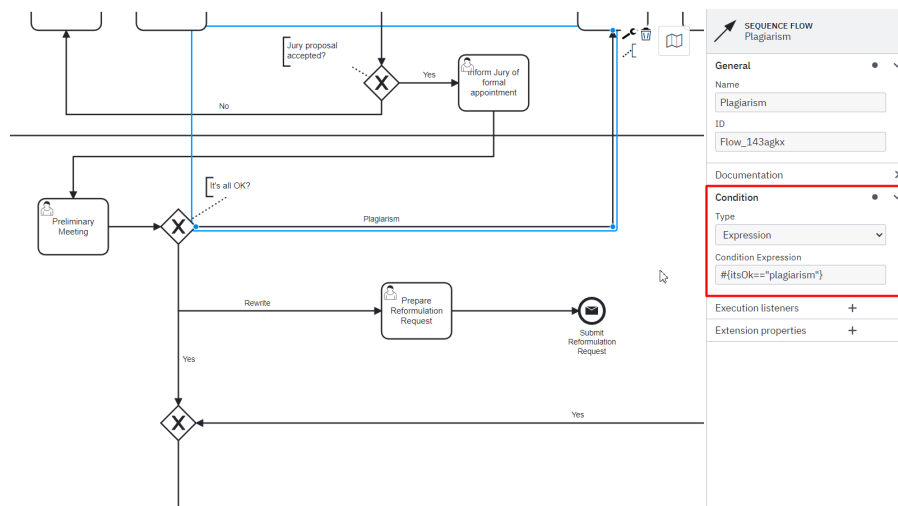 Jury proposal
accepted?
Yes
Inform Jury of
formal
appointment
No
It's all OK?
Preliminary
Meeting
Plagiarism
Rewrite
Prepare
Reformulation
Request
Submit
Reformulation
Request
Yes
Yes
SEQUENCE FLOW
Plagiarism
General
Name
Plagiarism
ID
Flow_143agkx
Documentation
Condition
Type
Expression
Condition Expression
#{itsOk=="plagiarism"}
Execution listeners
Extension properties